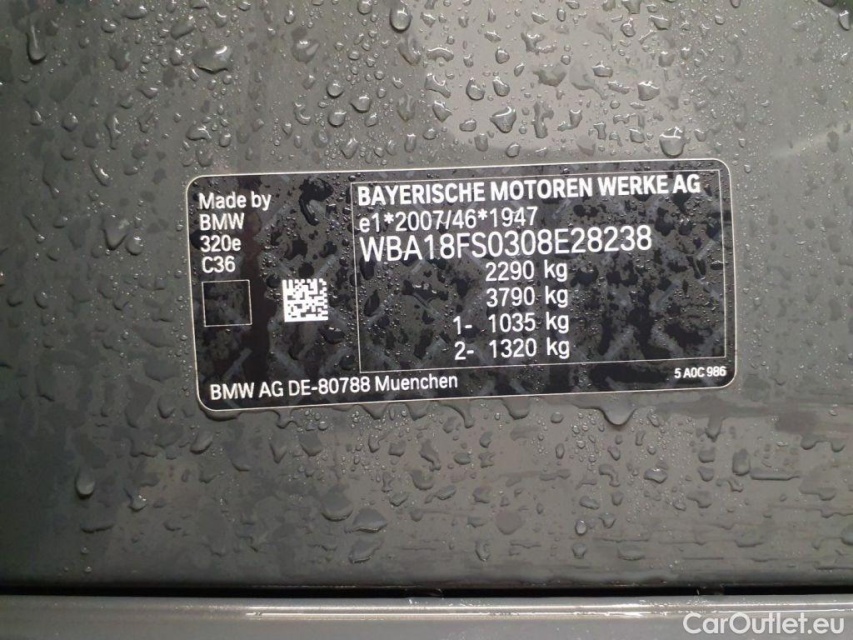 Made by
BMW
320e
C36
BAYERISCHE MOTOREN WERKE AG
e1*2007/46*1947
WBA18FS0308E28238
2290 kg
3790 kg
1- 1035 kg
2- 1320 kg
BMW AG DE-80788 Muenchen
5 A0C 986
CarOutlet.eu